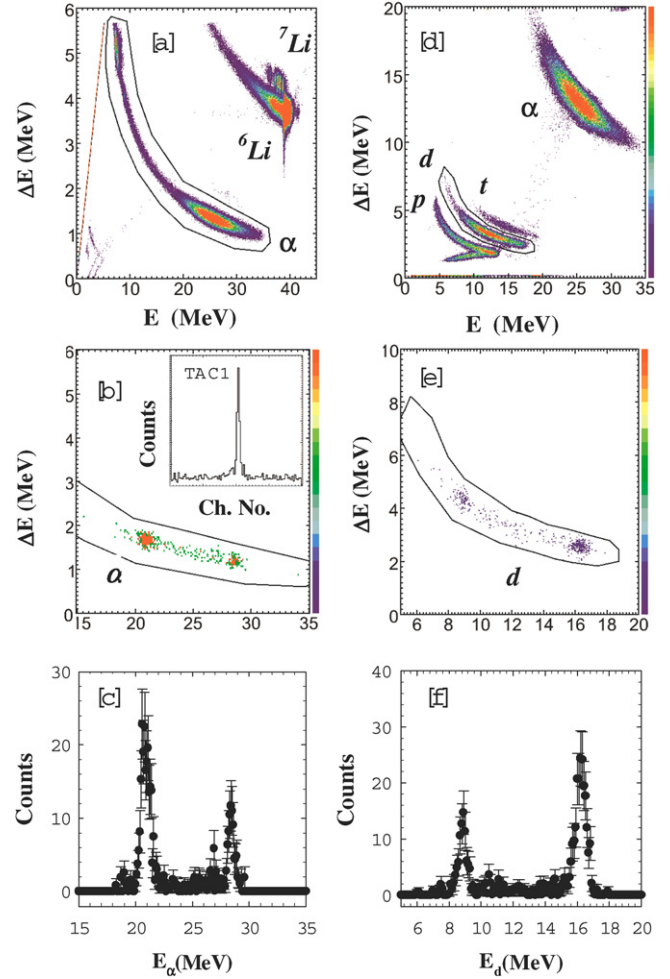 [a]
6
5
4
3
2
1
0
ΔE (MeV)
⁷Li
⁶Li
α
0 10 20 30 40
E (MeV)
[d]
20
15
10
5
0
ΔE (MeV)
α
d
p
t
0 5 10 15 20 25 30 35
E (MeV)
[b]
6
5
4
3
2
1
0
ΔE (MeV)
TAC1
Counts
Ch. No.
α
15 20 25 30 35
[e]
10
8
6
4
2
0
ΔE (MeV)
d
6 8 10 12 14 16 18 20
[c]
30
20
10
0
Counts
15 20 25 30 35
Eα(MeV)
[f]
40
30
20
10
0
Counts
6 8 10 12 14 16 18 20
Ed(MeV)